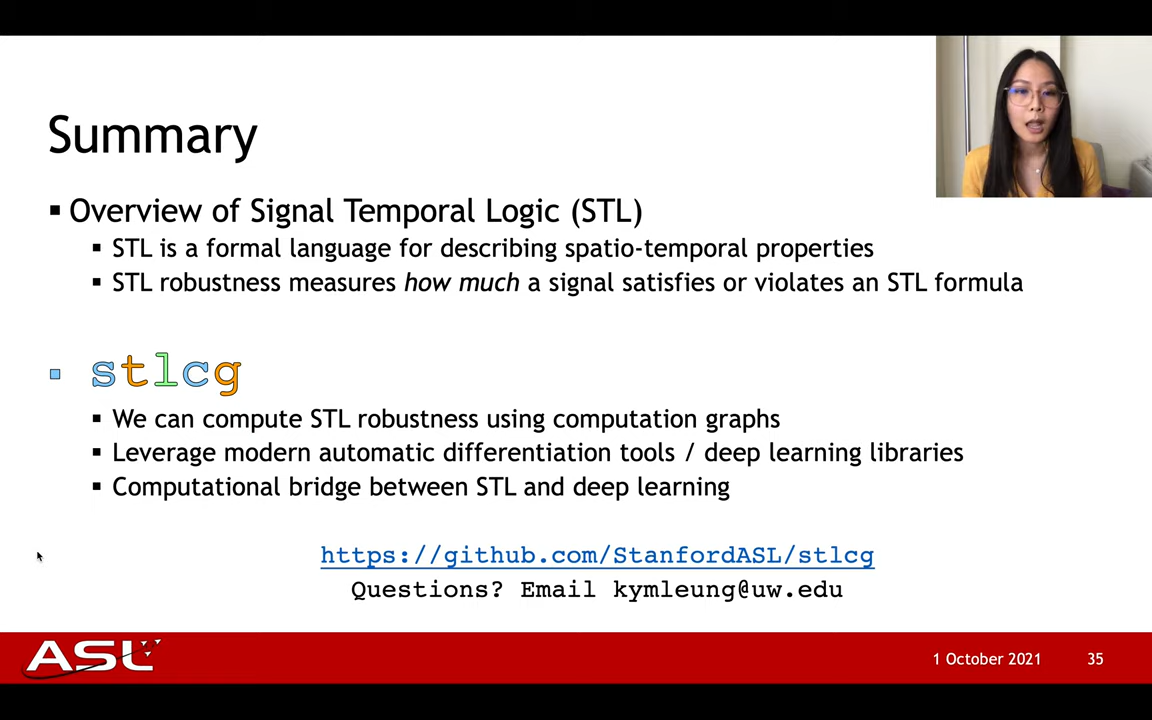 Summary
Overview of Signal Temporal Logic (STL)
STL is a formal language for describing spatio-temporal properties
STL robustness measures how much a signal satisfies or violates an STL formula
stlcg
We can compute STL robustness using computation graphs
Leverage modern automatic differentiation tools / deep learning libraries
Computational bridge between STL and deep learning
https://github.com/StanfordASL/stlcg
Questions? Email kymleung@uw.edu
ASL
1 October 2021
35